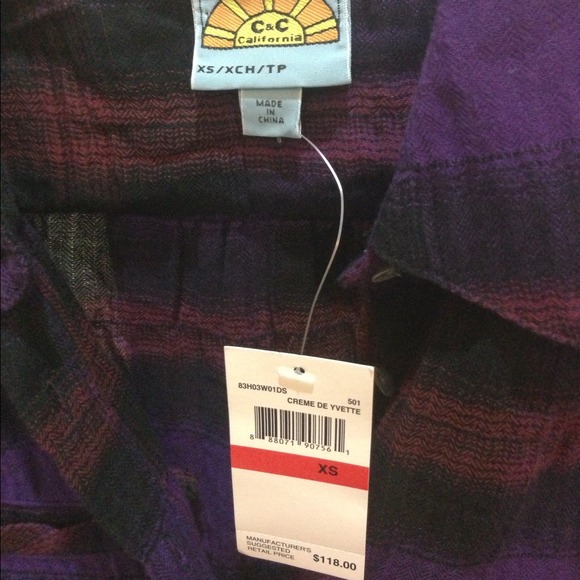 C&C
California
XS/XCH/TP
MADE
IN
CHINA
83H03W01DS 501
CREME DE YVETTE
8 88071 90756 1
XS
MANUFACTURER'S
SUGGESTED
RETAIL PRICE $118.00